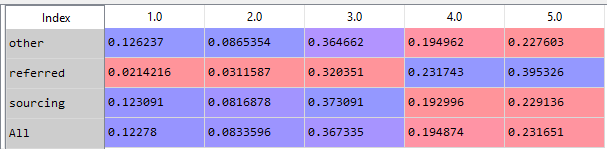 Index 1.0 2.0 3.0 4.0 5.0
other 0.126237 0.0865354 0.364662 0.194962 0.227603
referred 0.0214216 0.0311587 0.320351 0.231743 0.395326
sourcing 0.123091 0.0816878 0.373091 0.192996 0.229136
All 0.12278 0.0833596 0.367335 0.194874 0.231651